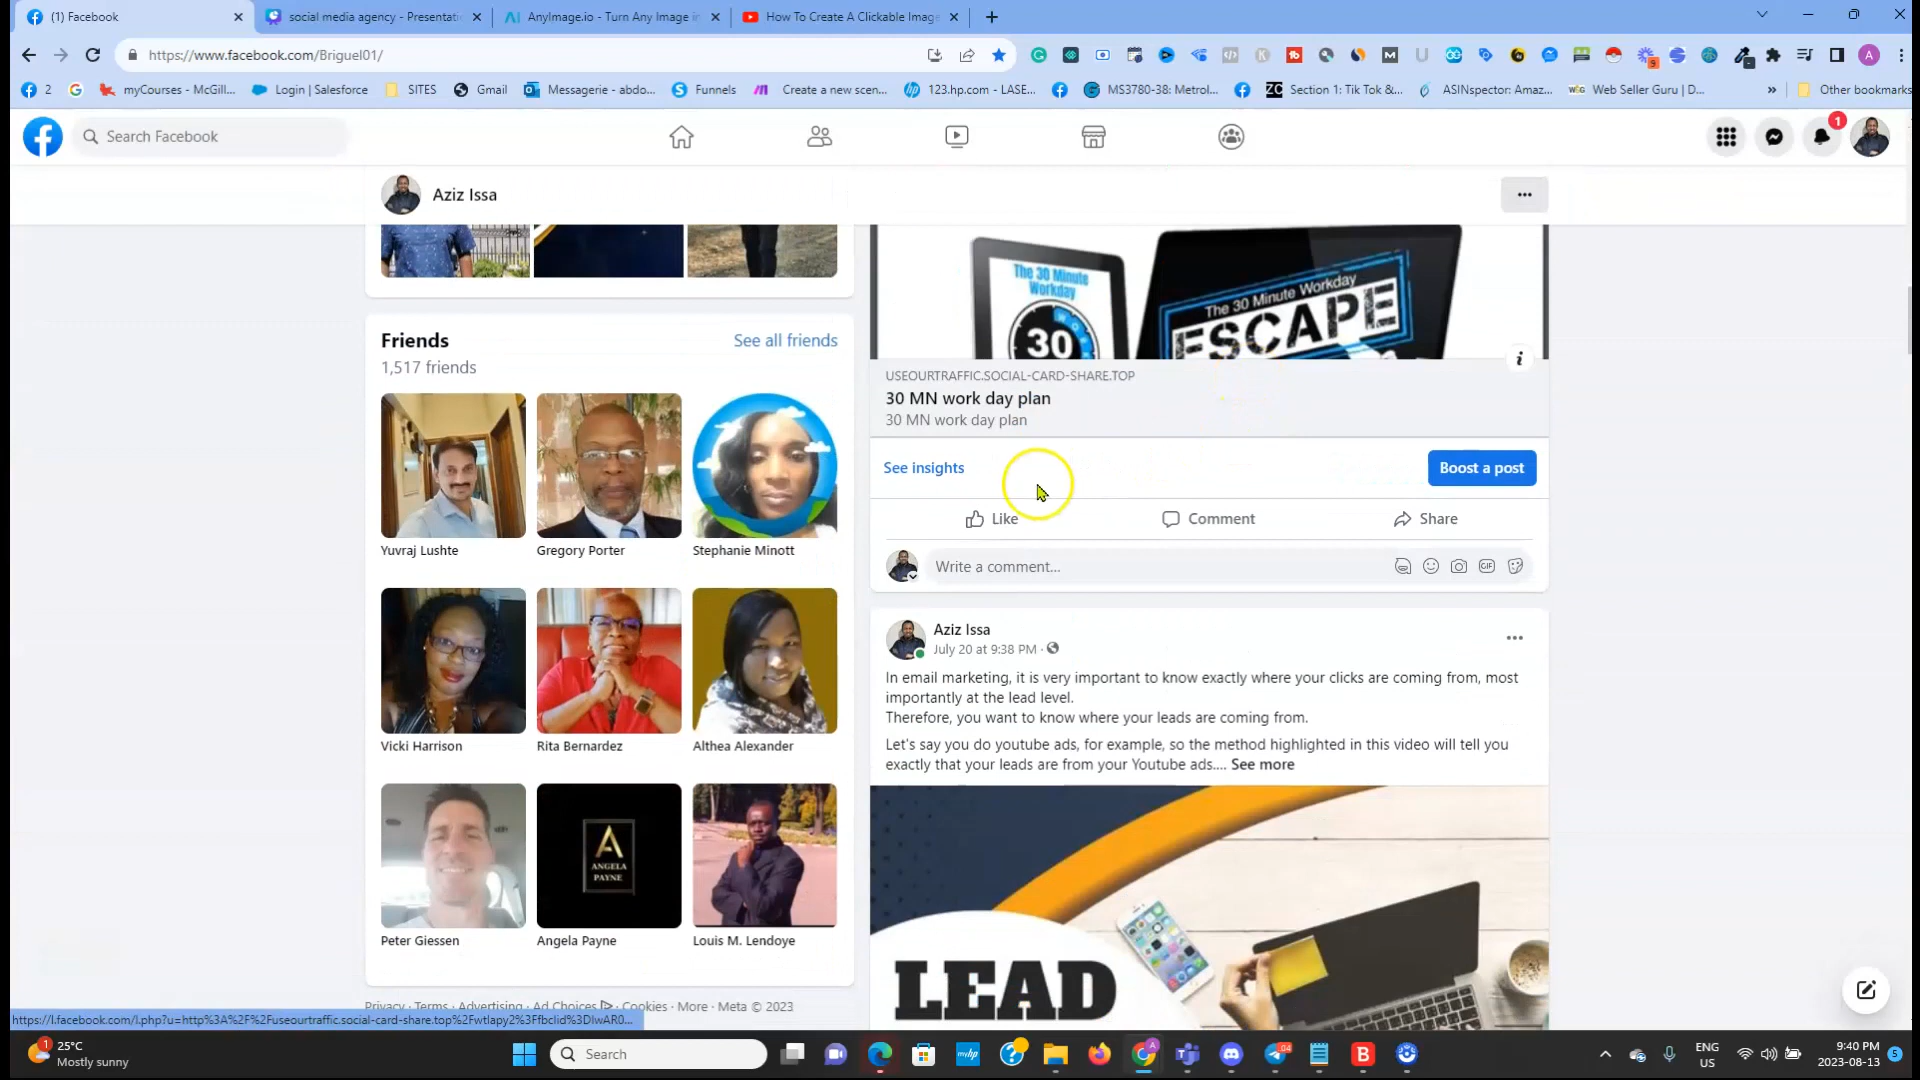 (1) Facebook
social media agency - Presentati
AnyImage.io - Turn Any Image in
How To Create A Clickable Image
https://www.facebook.com/Briguel01/
2
myCourses - McGill...
Login | Salesforce
SITES
Gmail
Messagerie - abdo...
Funnels
Create a new scen...
123.hp.com - LASE...
MS3780-38: Metrol...
Section 1: Tik Tok &...
ASINspector: Amaz...
Web Seller Guru | D...
»
Other bookmarks
Search Facebook
1
Aziz Issa
The 30 Minute
Workday
30
The 30 Minute Workday
ESCAPE
Friends
See all friends
1,517 friends
Yuvraj Lushte
Gregory Porter
Stephanie Minott
Vicki Harrison
Rita Bernardez
Althea Alexander
ANGELA
PAYNE
Peter Giessen
Angela Payne
Louis M. Lendoye
Privacy · Terms · Advertising · Ad Choices · Cookies · More · Meta © 2023
USEOURTRAFFIC.SOCIAL-CARD-SHARE.TOP
30 MN work day plan
30 MN work day plan
See insights
Boost a post
Like
Comment
Share
Write a comment...
Aziz Issa
July 20 at 9:38 PM ·
In email marketing, it is very important to know exactly where your clicks are coming from, most
importantly at the lead level.
Therefore, you want to know where your leads are coming from.
Let's say you do youtube ads, for example, so the method highlighted in this video will tell you
exactly that your leads are from your Youtube ads.... See more
LEAD
https://l.facebook.com/l.php?u=http%3A%2F%2Fuseourtraffic.social-card-share.top%2Fwtlapy2%3Ffbclid%3DIwAR0...
1
25°C
Mostly sunny
Search
ENG
US
9:40 PM
2023-08-13
5